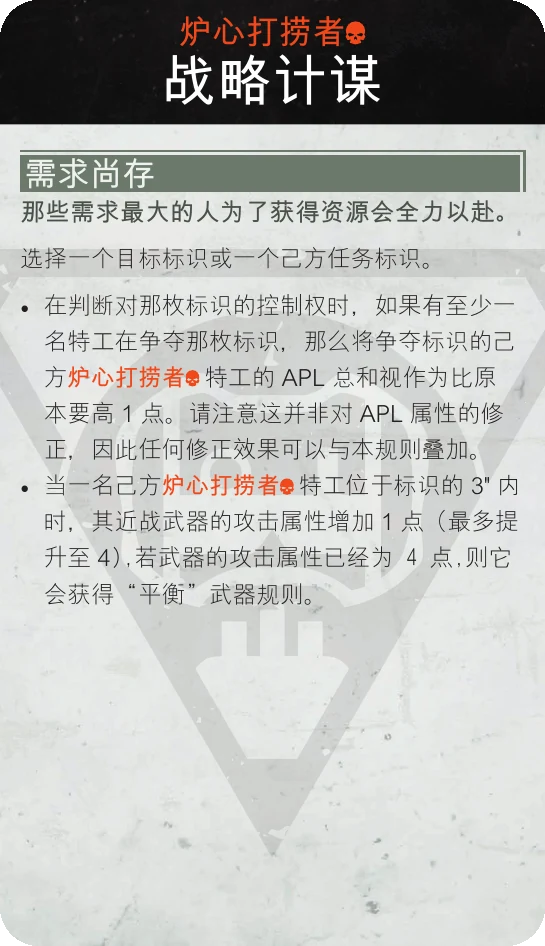 炉心打捞者
战略计谋
需求尚存
那些需求最大的人为了获得资源会全力以赴。
选择一个目标标识或一个己方任务标识。
• 在判断对那枚标识的控制权时，如果有至少一
名特工在争夺那枚标识，那么将争夺标识的己
方炉心打捞者特工的 APL 总和视作为比原
本要高 1 点。请注意这并非对 APL 属性的修
正，因此任何修正效果可以与本规则叠加。
• 当一名己方炉心打捞者特工位于标识的 3" 内
时，其近战武器的攻击属性增加 1 点（最多提
升至 4），若武器的攻击属性已经为 4 点，则它
会获得“平衡”武器规则。